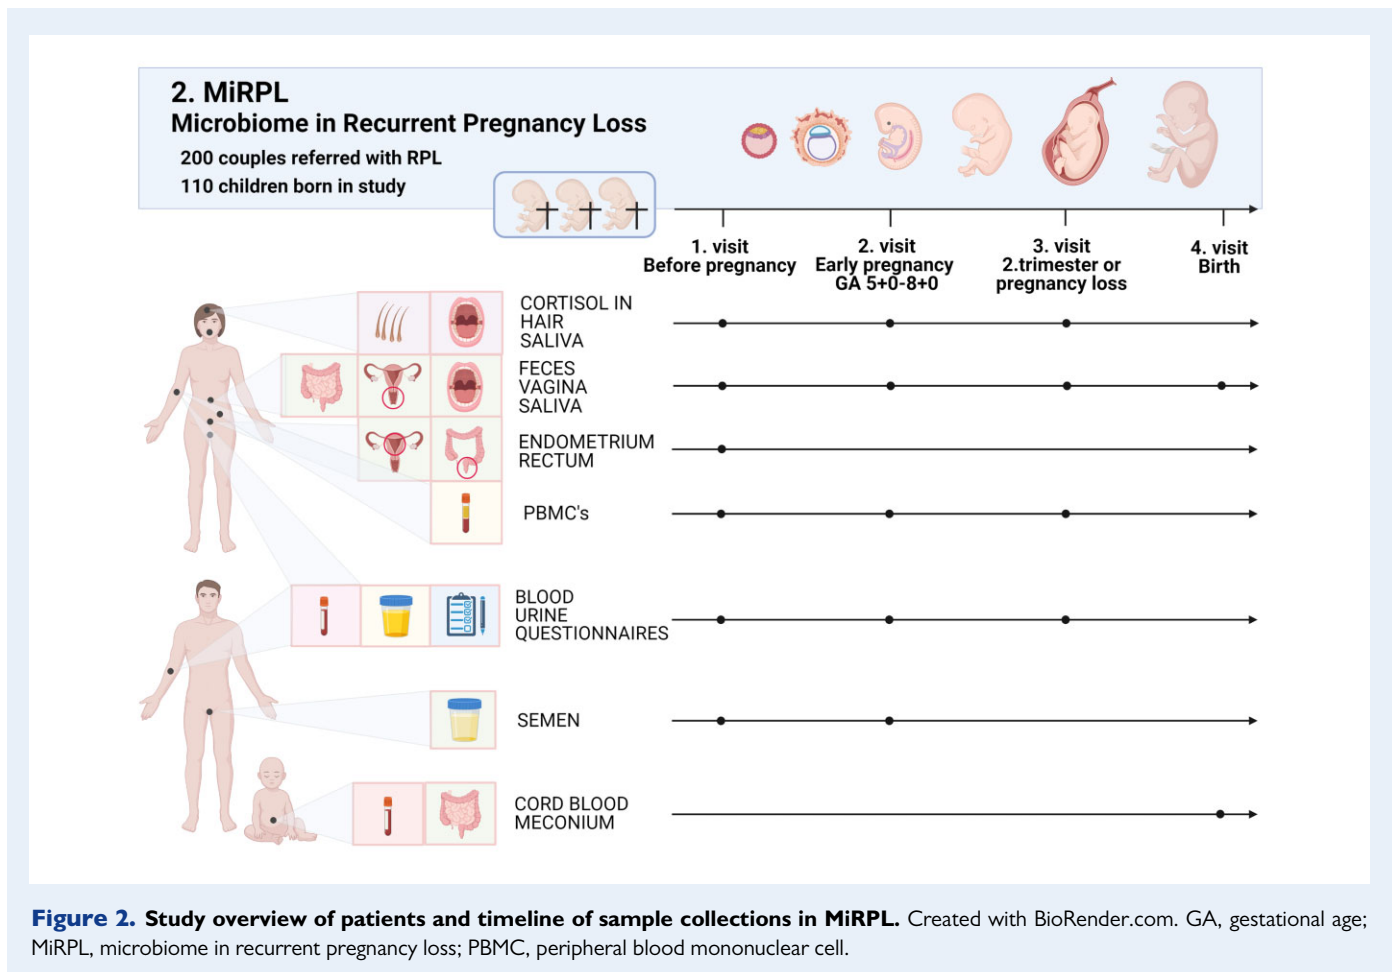 2. MiRPL
Microbiome in Recurrent Pregnancy Loss
200 couples referred with RPL
110 children born in study
1. visit
Before pregnancy
2. visit
Early pregnancy
GA 5+0-8+0
3. visit
2.trimester or
pregnancy loss
4. visit
Birth
CORTISOL IN
HAIR
SALIVA
FECES
VAGINA
SALIVA
ENDOMETRIUM
RECTUM
PBMC's
BLOOD
URINE
QUESTIONNAIRES
SEMEN
CORD BLOOD
MECONIUM
Figure 2. Study overview of patients and timeline of sample collections in MiRPL. Created with BioRender.com. GA, gestational age;
MiRPL, microbiome in recurrent pregnancy loss; PBMC, peripheral blood mononuclear cell.